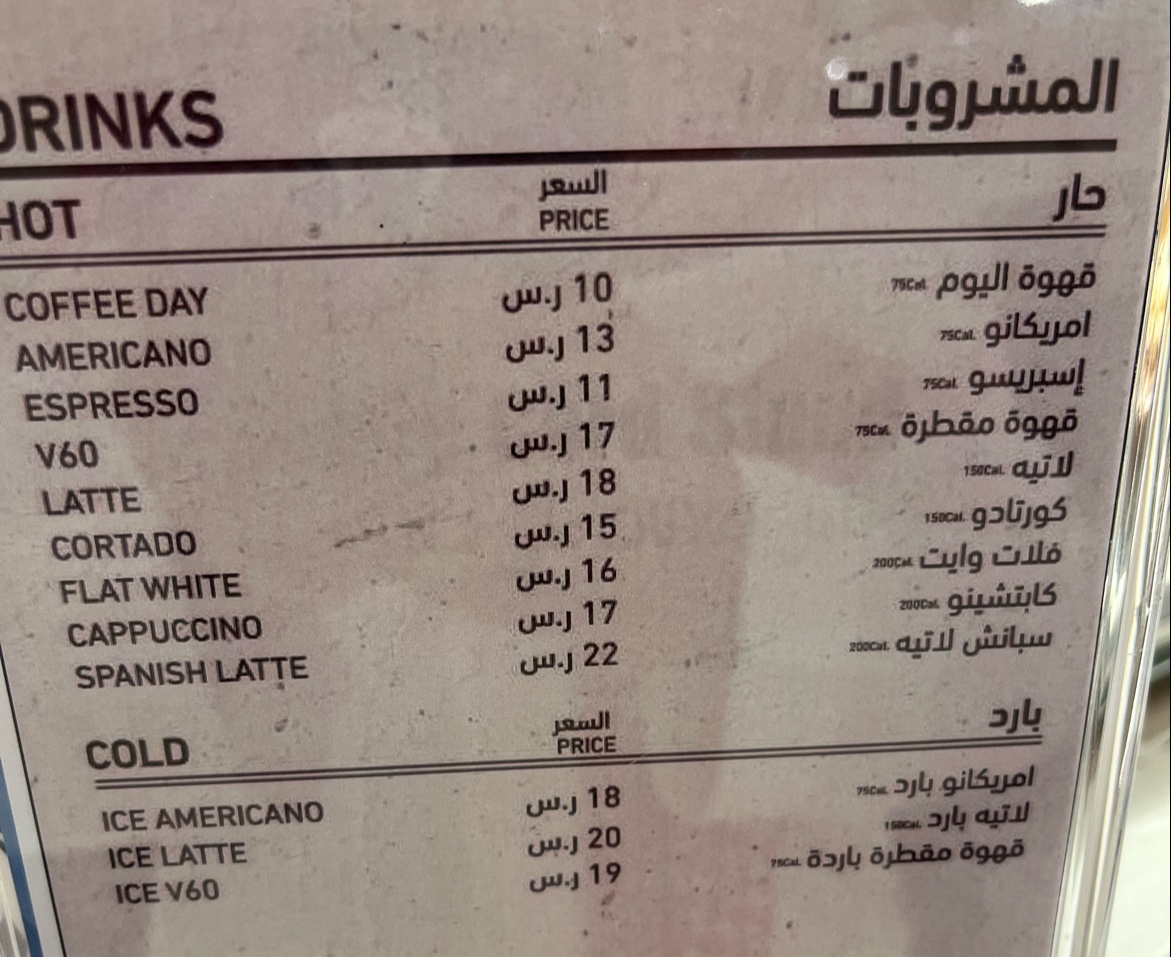 DRINKS المشروبات
HOT السعر PRICE حار
COFFEE DAY 10 ر.س قهوة اليوم 75Cal.
AMERICANO 13 ر.س امريكانو 75Cal.
ESPRESSO 11 ر.س إسبريسو 75Cal.
V60 17 ر.س قهوة مقطرة 75Cal.
LATTE 18 ر.س لاتيه 150Cal.
CORTADO 15 ر.س كورتادو 150Cal.
FLAT WHITE 16 ر.س فلات وايت 200Cal.
CAPPUCCINO 17 ر.س كابتشينو 200Cal.
SPANISH LATTE 22 ر.س سبانش لاتيه 200Cal.
COLD السعر PRICE بارد
ICE AMERICANO 18 ر.س امريكانو بارد 75Cal.
ICE LATTE 20 ر.س لاتيه بارد 150Cal.
ICE V60 19 ر.س قهوة مقطرة باردة 75Cal.